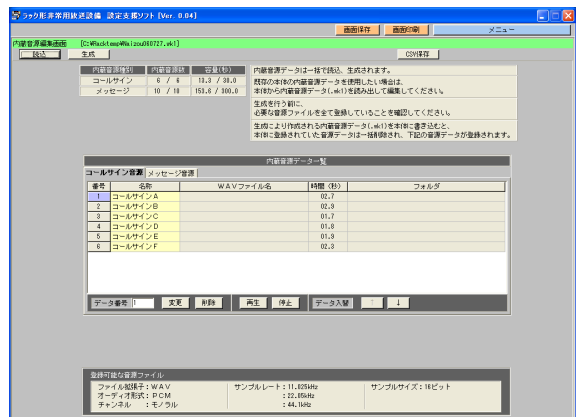 ラック形非常用放送設備 設定支援ソフト [Ver. 0.04]
画面保存 画面印刷 メニュー
内蔵音源編集画面 [C:¥Racktemp¥Naizou080727.wk1]
読込 生成 CSV保存
内蔵音源種別 内蔵音源数 容量(秒)
コールサイン 6 / 6 13.3 / 30.0
メッセージ 10 / 10 153.6 / 300.0
内蔵音源データは一括で読込、生成されます。
既存の本体の内蔵音源データを使用したい場合は、
本体から内蔵音源データ(.wk1)を読み出して編集してください。
生成を行う前に、
必要な音源ファイルを全て登録していることを確認してください。
生成により作成される内蔵音源データ(.wk1)を本体に書き込むと、
本体に登録されていた音源データは一括削除され、下記の音源データが登録されます。
内蔵音源データ一覧
コールサイン音源 メッセージ音源
番号 名称 WAVファイル名 時間(秒) フォルダ
1 コールサインA 02.7
2 コールサインB 02.9
3 コールサインC 01.7
4 コールサインD 01.8
5 コールサインE 01.9
6 コールサインF 02.3
データ番号 1 変更 削除 再生 停止 データ入替 ↑ ↓
登録可能な音源ファイル
ファイル拡張子:WAV サンプルレート:11.025kHz サンプルサイズ:16ビット
オーディオ形式:PCM :22.05kHz
チャンネル :モノラル :44.1kHz